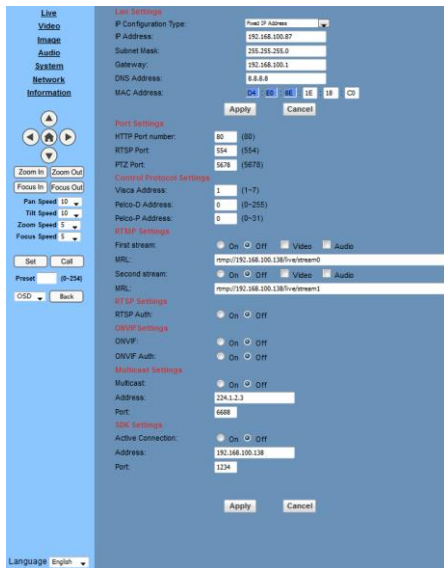 Live
Video
Image
Audio
System
Network
Information
Zoom In Zoom Out
Focus In Focus Out
Pan Speed 10
Tilt Speed 10
Zoom Speed 5
Focus Speed 5
Set Call
Preset (0~254)
OSD Back
Language English
Lan Settings
IP Configuration Type: Fixed IP Address
IP Address: 192.168.100.87
Subnet Mask: 255.255.255.0
Gateway: 192.168.100.1
DNS Address: 8.8.8.8
MAC Address: D4 : E0 : 8E : 1E : 18 : C0
Apply Cancel
Port Settings
HTTP Port number: 80 (80)
RTSP Port: 554 (554)
PTZ Port: 5678 (5678)
Control Protocol Settings
Visca Address: 1 (1~7)
Pelco-D Address: 0 (0~255)
Pelco-P Address: 0 (0~31)
RTMP Settings
First stream: On Off Video Audio
MRL: rtmp://192.168.100.138/live/stream0
Second stream: On Off Video Audio
MRL: rtmp://192.168.100.138/live/stream1
RTSP Settings
RTSP Auth: On Off
ONVIFSettings
ONVIF: On Off
ONVIF Auth: On Off
Multicast Settings
Multicast: On Off
Address: 224.1.2.3
Port: 6688
SDK Settings
Active Connection: On Off
Address: 192.168.100.138
Port: 1234
Apply Cancel